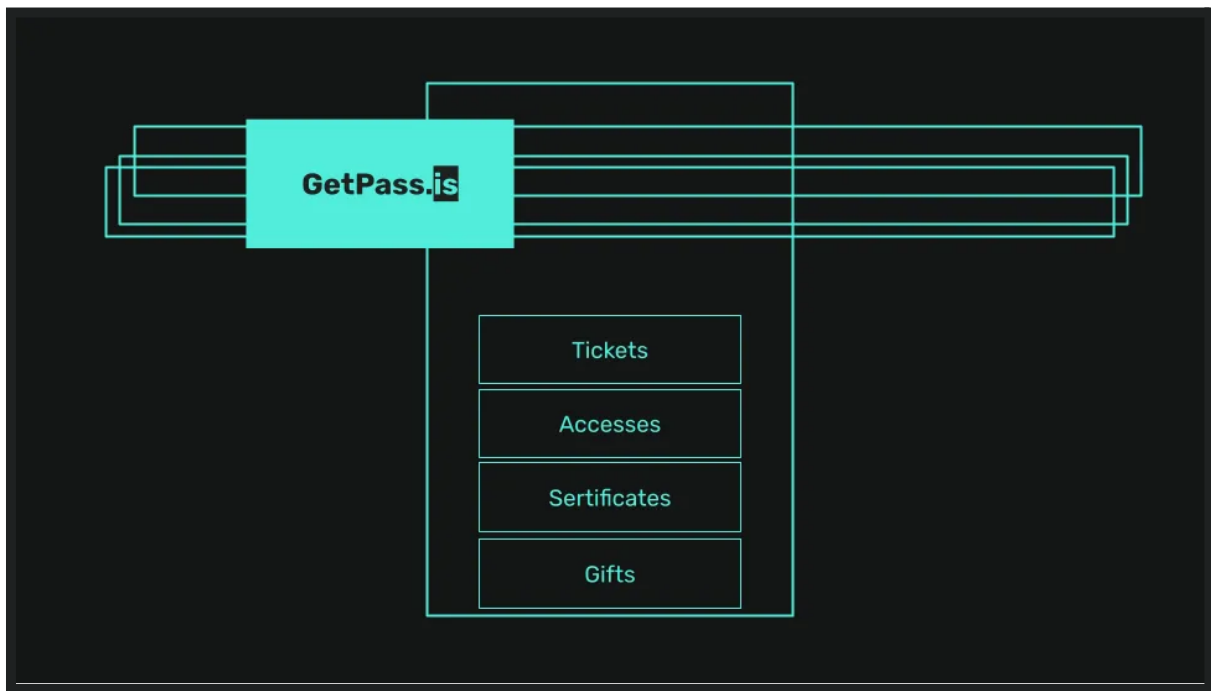 GetPass.is
Tickets
Accesses
Sertificates
Gifts